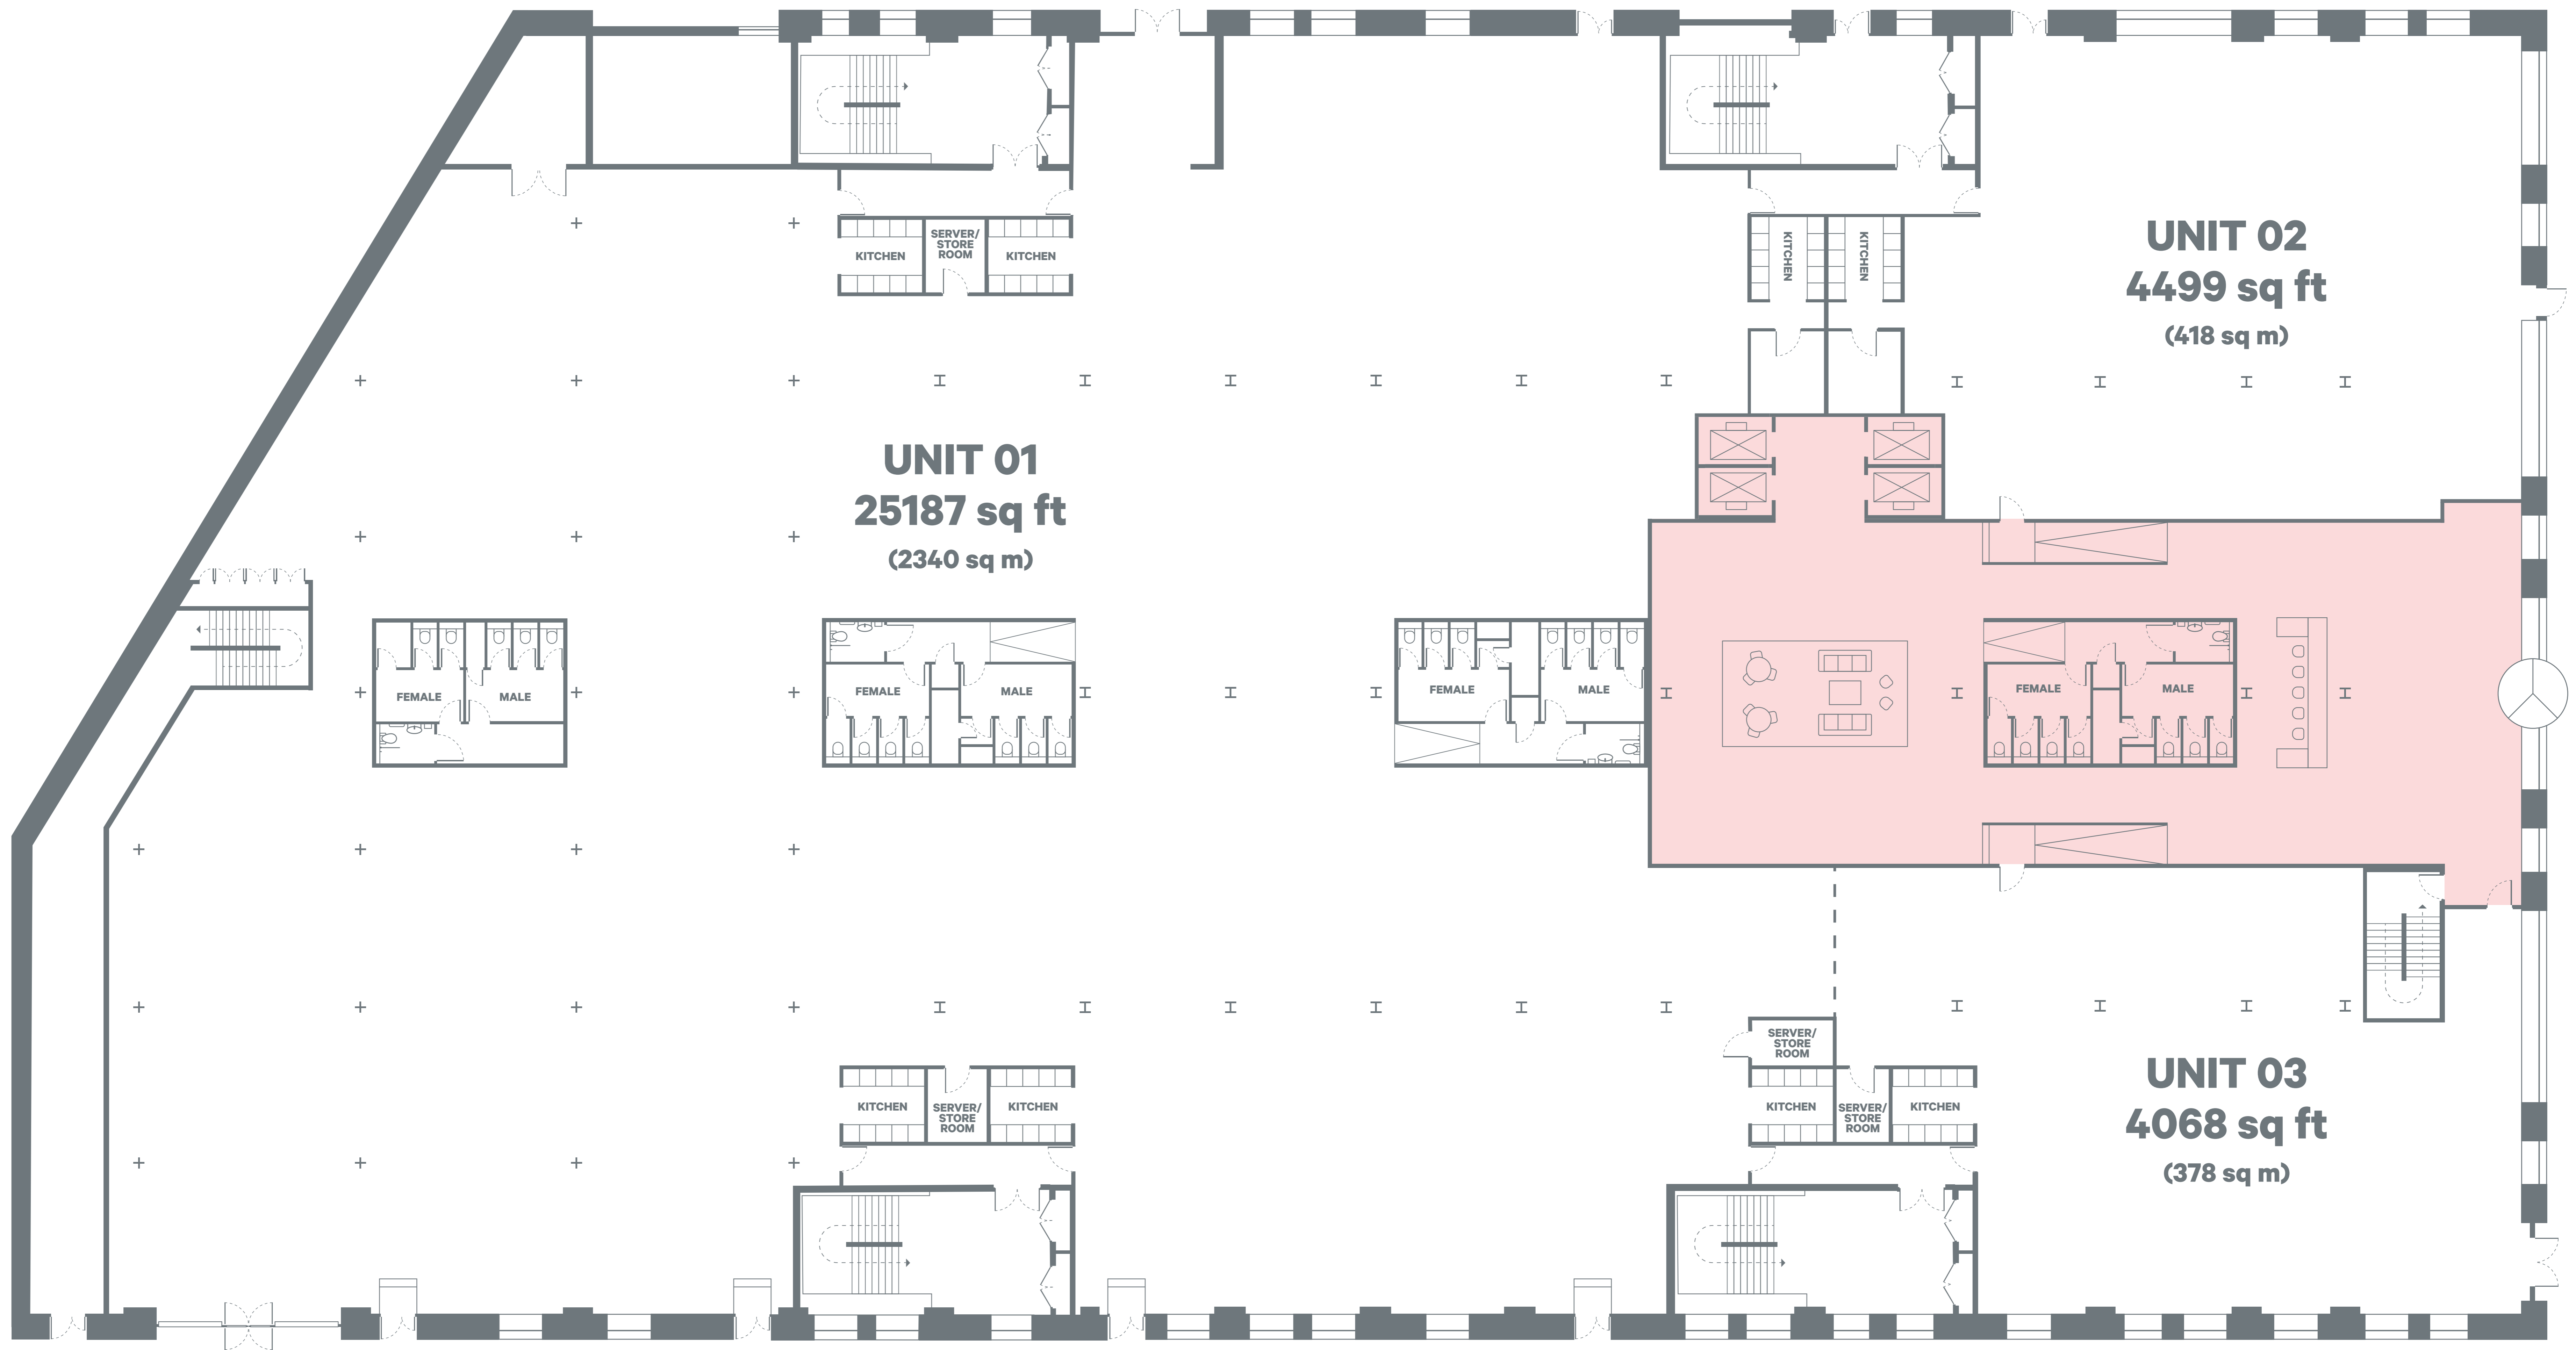 UNIT 02
4499 sq ft
(418 sq m)
SERVER/
STORE
ROOM
KITCHEN
KITCHEN
KITCHEN
KITCHEN
UNIT 01
25187 sq ft
(2340 sq m)
FEMALE
MALE
FEMALE
MALE
FEMALE
MALE
FEMALE
MALE
SERVER/
STORE
ROOM
KITCHEN
SERVER/
STORE
ROOM
KITCHEN
KITCHEN
SERVER/
STORE
ROOM
KITCHEN
UNIT 03
4068 sq ft
(378 sq m)